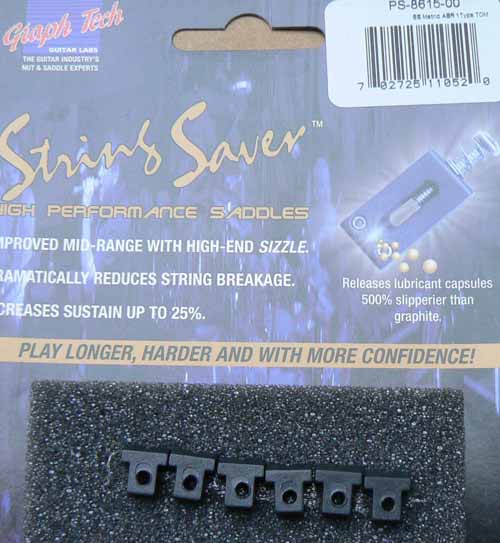 Graph Tech
GUITAR LABS
THE GUITAR INDUSTRY'S
NUT & SADDLE EXPERTS
PS-8615-00
SS Metric ABR 1Type TOM
7 02725 11052 0
String Saver™
HIGH PERFORMANCE SADDLES
MPROVED MID-RANGE WITH HIGH-END SIZZLE.
RAMATICALLY REDUCES STRING BREAKAGE.
CREASES SUSTAIN UP TO 25%.
Releases lubricant capsules
500% slipperier than
graphite.
PLAY LONGER, HARDER AND WITH MORE CONFIDENCE!